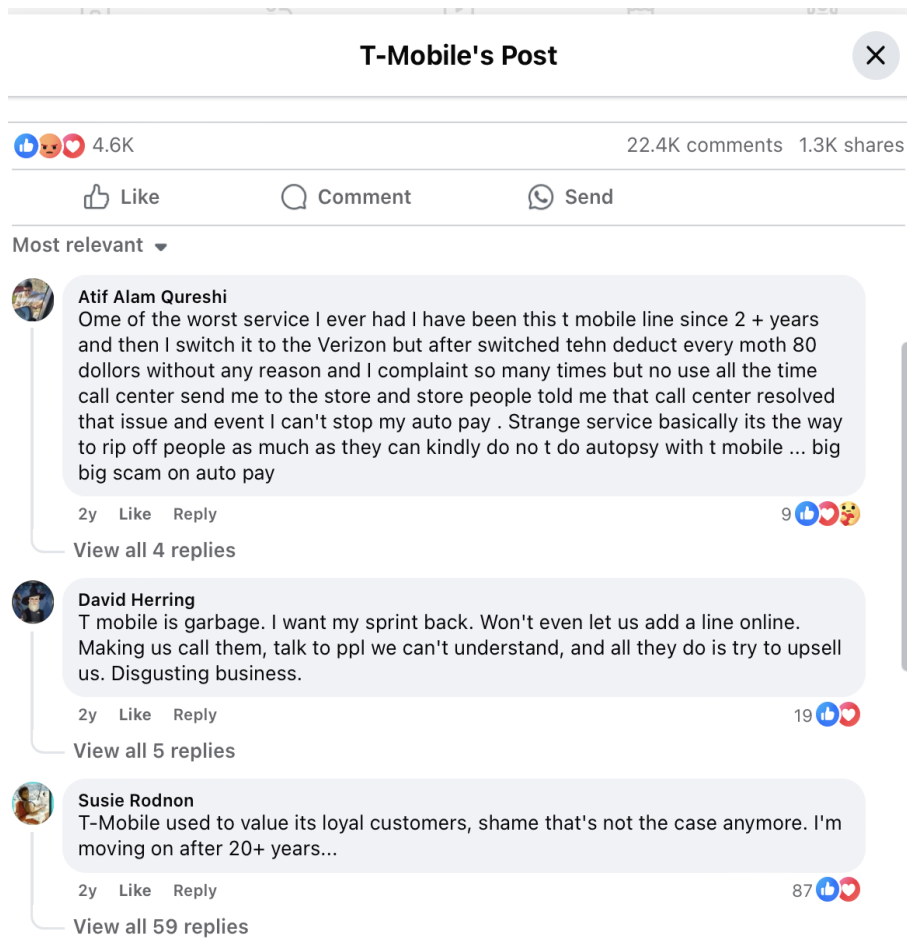 T-Mobile's Post
4.6K
22.4K comments 1.3K shares
Like
Comment
Send
Most relevant
Atif Alam Qureshi
Ome of the worst service I ever had I have been this t mobile line since 2 + years
and then I switch it to the Verizon but after switched tehn deduct every moth 80
dollors without any reason and I complaint so many times but no use all the time
call center send me to the store and store people told me that call center resolved
that issue and event I can't stop my auto pay . Strange service basically its the way
to rip off people as much as they can kindly do no t do autopsy with t mobile ... big
big scam on auto pay
2y Like Reply
9
View all 4 replies
David Herring
T mobile is garbage. I want my sprint back. Won't even let us add a line online.
Making us call them, talk to ppl we can't understand, and all they do is try to upsell
us. Disgusting business.
2y Like Reply
19
View all 5 replies
Susie Rodnon
T-Mobile used to value its loyal customers, shame that's not the case anymore. I'm
moving on after 20+ years...
2y Like Reply
87
View all 59 replies